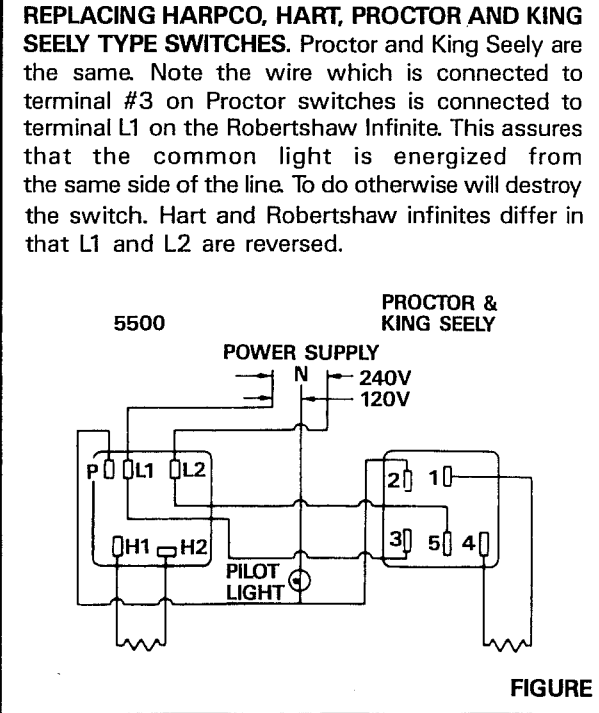 REPLACING HARPCO, HART, PROCTOR AND KING
SEELY TYPE SWITCHES. Proctor and King Seely are
the same. Note the wire which is connected to
terminal #3 on Proctor switches is connected to
terminal L1 on the Robertshaw Infinite. This assures
that the common light is energized from
the same side of the line. To do otherwise will destroy
the switch. Hart and Robertshaw infinites differ in
that L1 and L2 are reversed.
5500
PROCTOR &
KING SEELY
POWER SUPPLY
N
240V
120V
P
L1
L2
2
1
H1
H2
3
5
4
PILOT
LIGHT
FIGURE